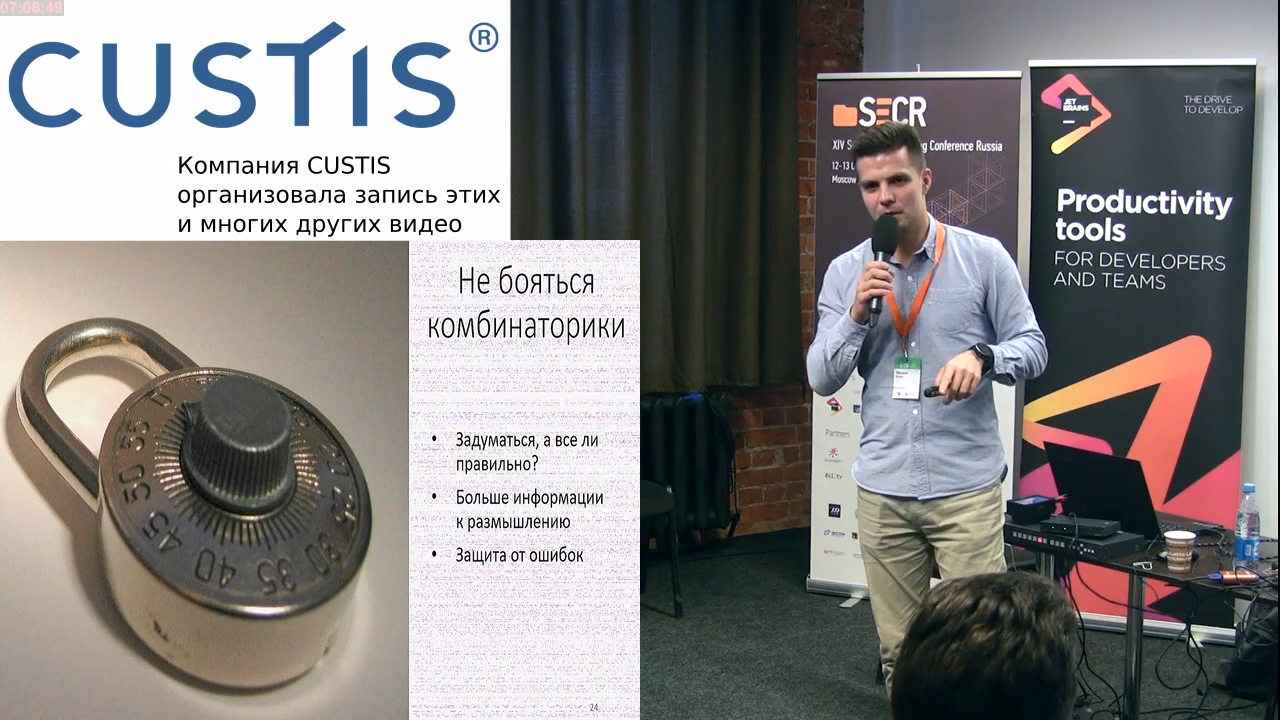 07:08:49
CUSTIS ®
Компания CUSTIS
организовала запись этих
и многих других видео
Не бояться
комбинаторики
• Задуматься, а все ли
правильно?
• Больше информации
к размышлению
• Защита от ошибок
24
50 55
45
40
35
SECR
Conference Russia
12-13
Moscow
Partners
JET
BRAINS
THE DRIVE
TO DEVELOP
Productivity
tools
FOR DEVELOPERS
AND TEAMS